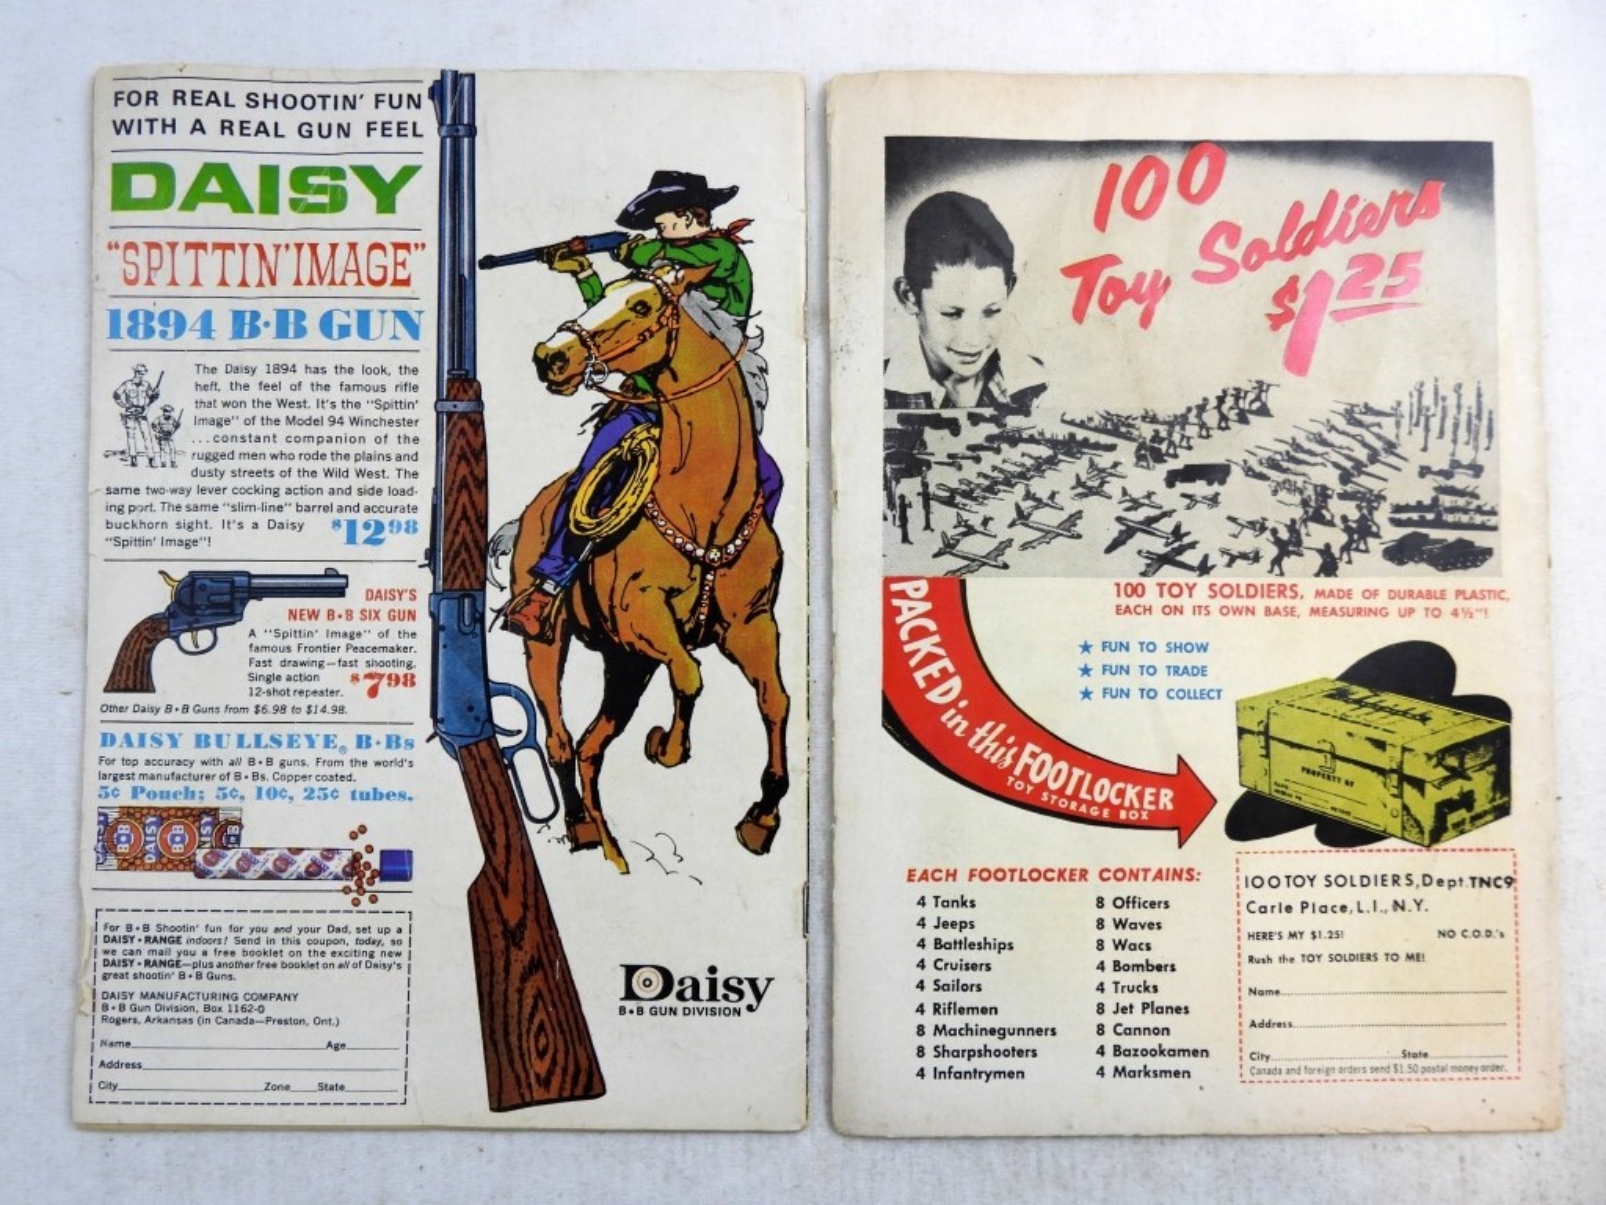 FOR REAL SHOOTIN' FUN
WITH A REAL GUN FEEL
DAISY
"SPITTIN' IMAGE"
1894 B•B GUN
The Daisy 1894 has the look, the
heft, the feel of the famous rifle
that won the West. It's the "Spittin'
Image" of the Model 94 Winchester
...constant companion of the
rugged men who rode the plains and
dusty streets of the Wild West. The
same two-way lever cocking action and side load-
ing port. The same "slim-line" barrel and accurate
buckhorn sight. It's a Daisy
"Spittin' Image"!
$12 98
DAISY'S
NEW B•B SIX GUN
A "Spittin' Image" of the
famous Frontier Peacemaker.
Fast drawing—fast shooting.
Single action
12-shot repeater.
$7 98
Other Daisy B•B Guns from $6.98 to $14.98.
DAISY BULLSEYE® B•Bs
For top accuracy with all B•B guns. From the world's
largest manufacturer of B•Bs. Copper coated.
5¢ Pouch; 5¢, 10¢, 25¢ tubes.
For B•B Shootin' fun for you and your Dad, set up a
DAISY•RANGE indoors! Send in this coupon, today, so
we can mail you a free booklet on the exciting new
DAISY•RANGE—plus another free booklet on all of Daisy's
great shootin' B•B Guns.
DAISY MANUFACTURING COMPANY
B•B Gun Division, Box 1162-O
Rogers, Arkansas (in Canada—Preston, Ont.)
Name Age
Address
City Zone State
Daisy
B•B GUN DIVISION
100
Toy Soldiers
$1 25
100 TOY SOLDIERS, MADE OF DURABLE PLASTIC,
EACH ON ITS OWN BASE, MEASURING UP TO 4½"!
★ FUN TO SHOW
★ FUN TO TRADE
★ FUN TO COLLECT
PACKED in this FOOTLOCKER
TOY STORAGE BOX
PROPERTY OF
EACH FOOTLOCKER CONTAINS:
4 Tanks
4 Jeeps
4 Battleships
4 Cruisers
4 Sailors
4 Riflemen
8 Machinegunners
8 Sharpshooters
4 Infantrymen
8 Officers
8 Waves
8 Wacs
4 Bombers
4 Trucks
8 Jet Planes
8 Cannon
4 Bazookamen
4 Marksmen
100 TOY SOLDIERS, Dept. TNC9
Carle Place, L.I., N.Y.
HERE'S MY $1.25! NO C.O.D.'s
Rush the TOY SOLDIERS TO ME!
Name
Address
City State
Canada and foreign orders send $1.50 postal money order.